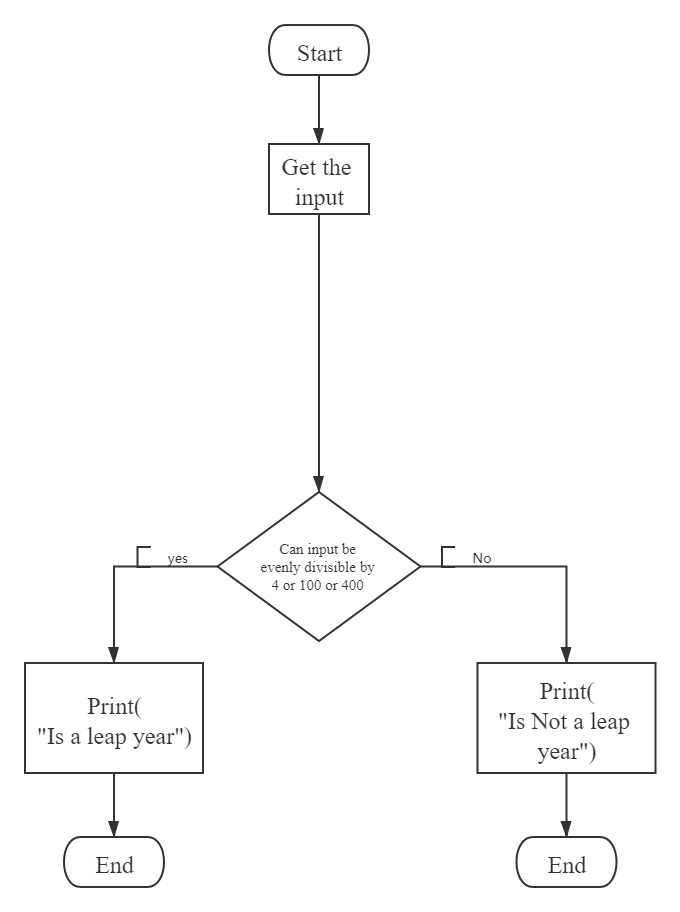 Start
Get the
input
Can input be
evenly divisible by
4 or 100 or 400
yes
No
Print(
"Is a leap year")
Print(
"Is Not a leap
year")
End
End